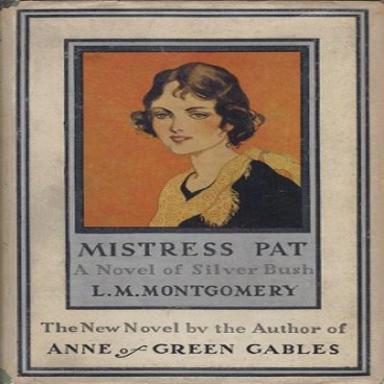 MISTRESS PAT
A Novel of Silver Bush
L.M.MONTGOMERY
The New Novel by the Author of
ANNE of GREEN GABLES